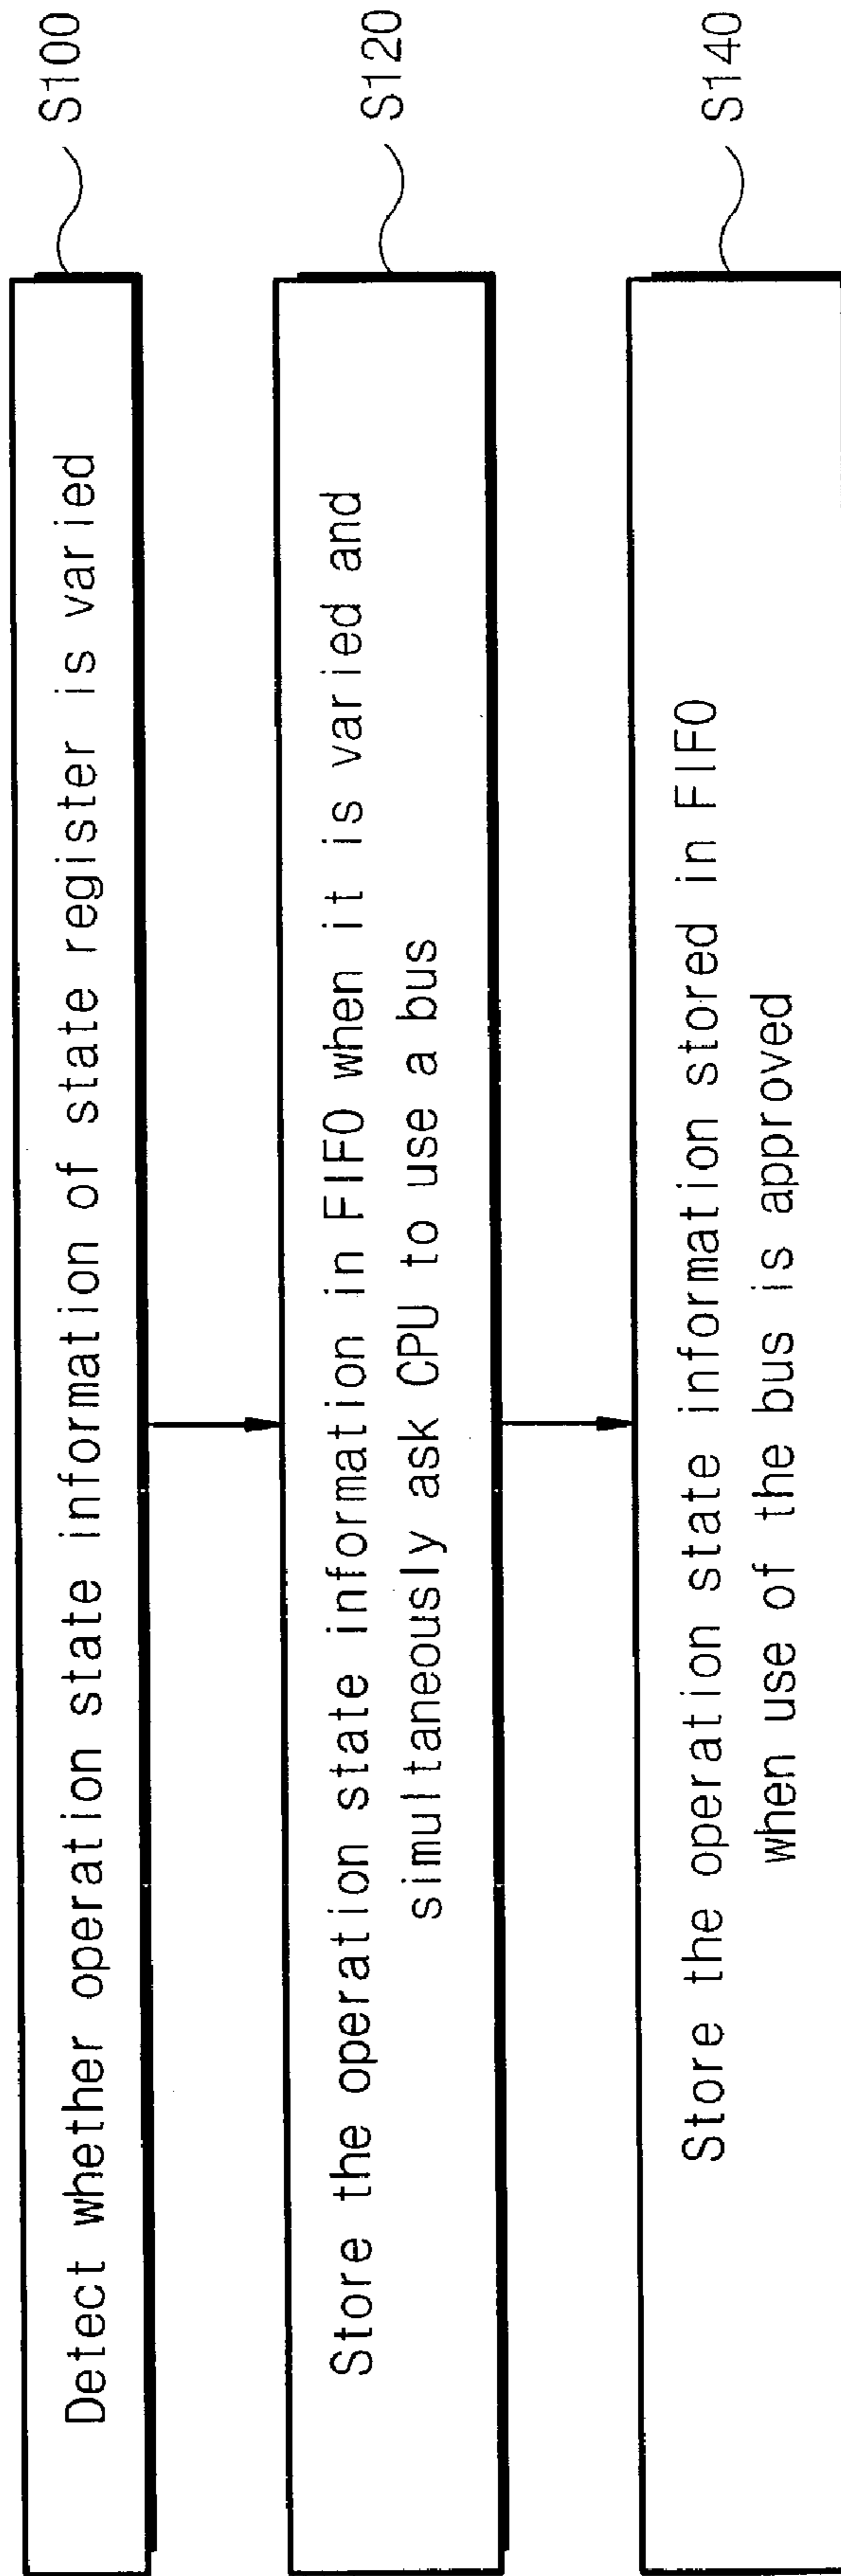 Detect whether operation state information of state register is varied
S100
Store the operation state information in FIFO when it is varied and
simultaneously ask CPU to use a bus
S120
Store the operation state information stored in FIFO
when use of the bus is approved
S140